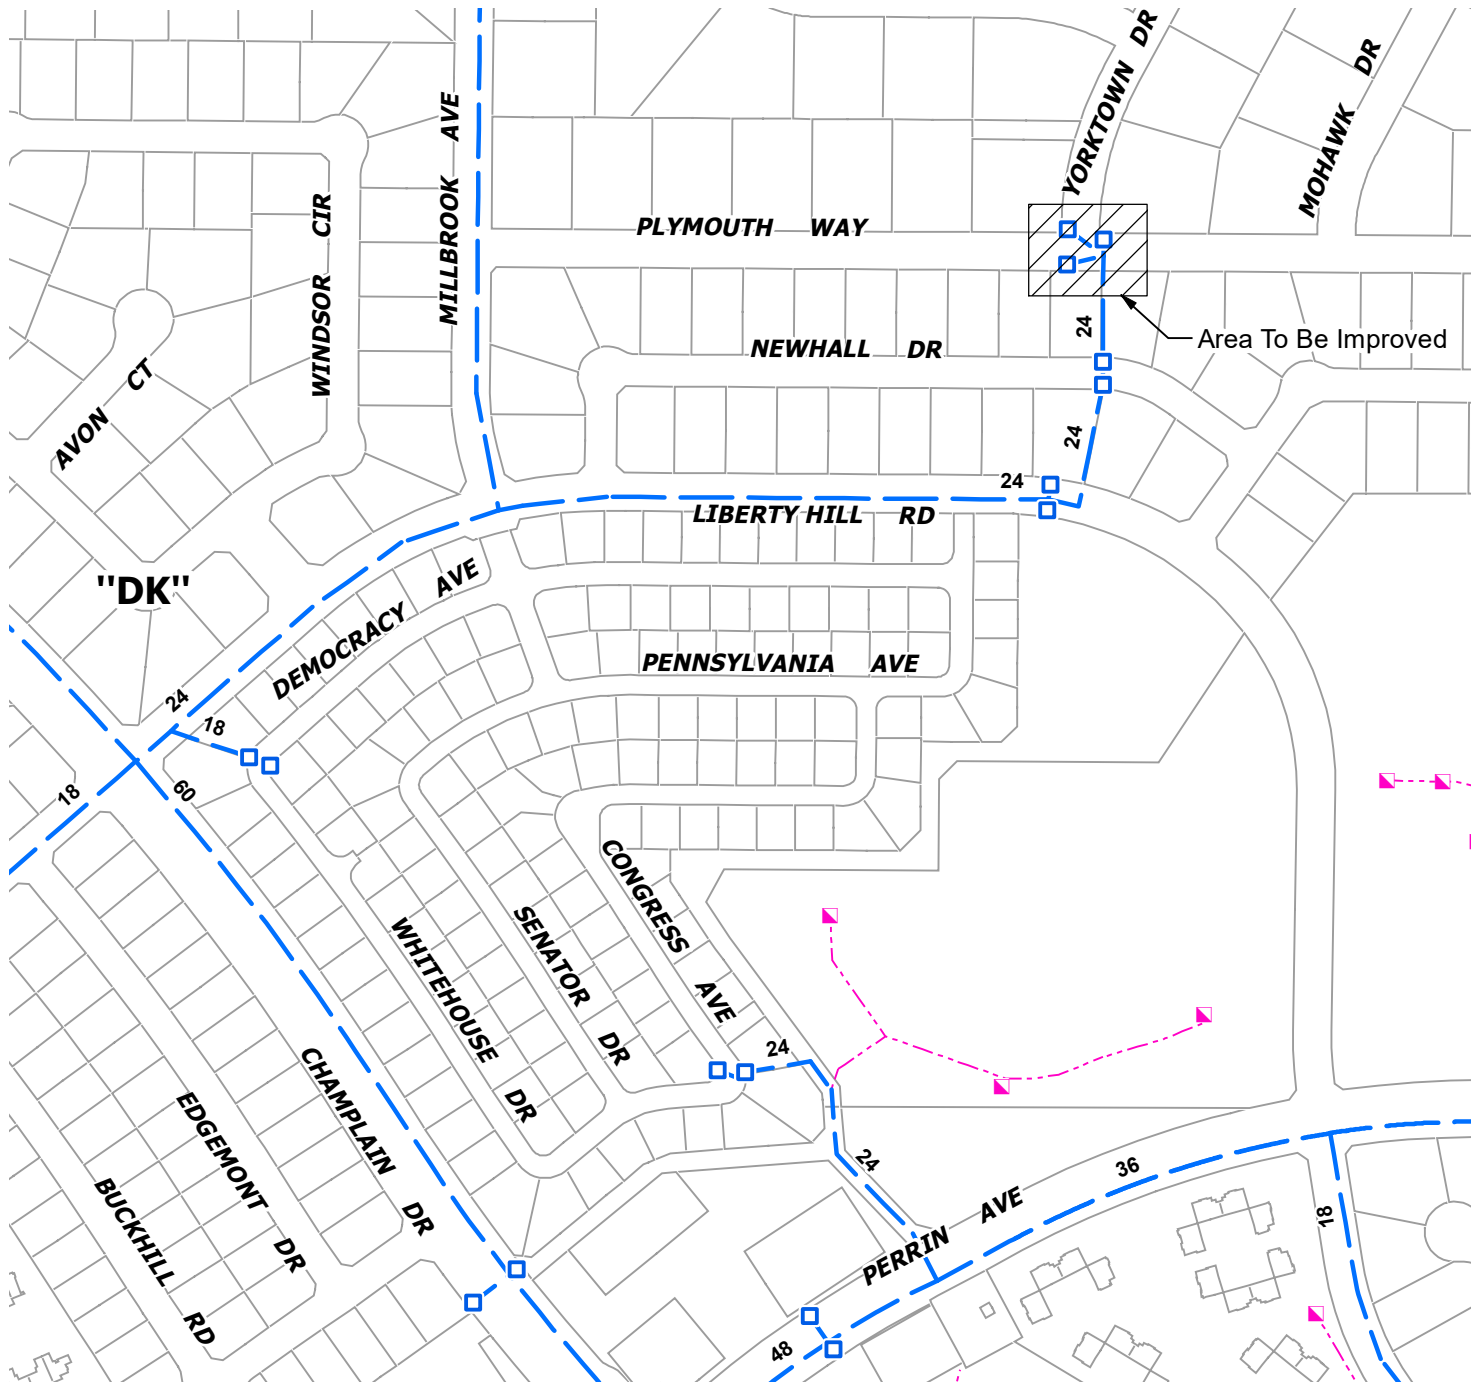 YORKTOWN DR
MOHAWK DR
MILLBROOK AVE
WINDSOR CIR
PLYMOUTH WAY
24
Area To Be Improved
NEWHALL DR
AVON CT
24
24
LIBERTY HILL RD
"DK"
DEMOCRACY AVE
PENNSYLVANIA AVE
24
18
18
60
CONGRESS AVE
SENATOR DR
WHITEHOUSE DR
24
CHAMPLAIN DR
EDGEMONT DR
BUCKHILL RD
24
36
PERRIN AVE
18
48